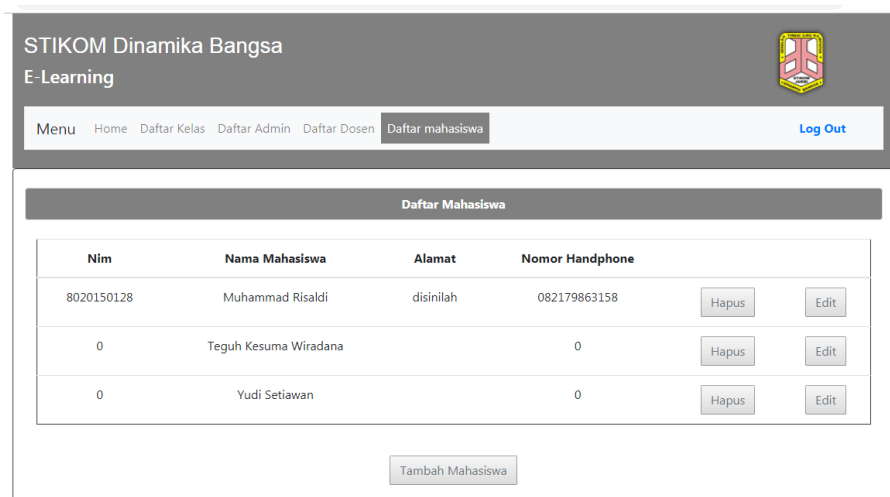 STIKOM Dinamika Bangsa
E-Learning
Menu Home Daftar Kelas Daftar Admin Daftar Dosen Daftar mahasiswa Log Out
Daftar Mahasiswa
Nim Nama Mahasiswa Alamat Nomor Handphone
8020150128 Muhammad Risaldi disinilah 082179863158 Hapus Edit
0 Teguh Kesuma Wiradana 0 Hapus Edit
0 Yudi Setiawan 0 Hapus Edit
Tambah Mahasiswa